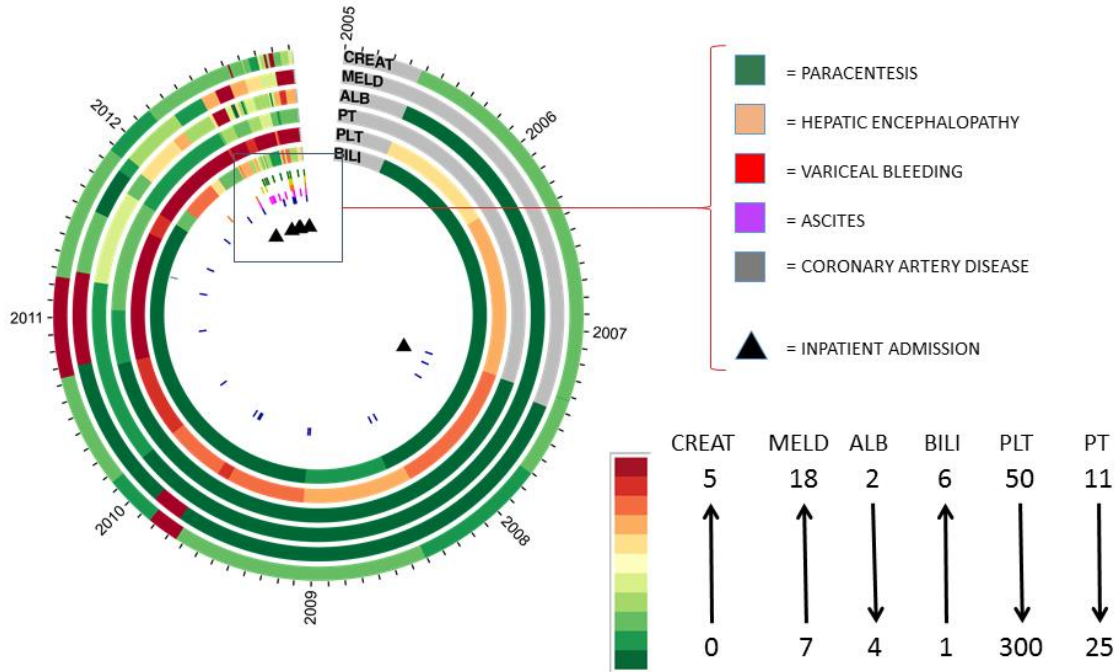 2005
CREAT
MELD
ALB
PT
PLT
BILI
2006
2007
2008
2009
2010
2011
2012
= PARACENTESIS
= HEPATIC ENCEPHALOPATHY
= VARICEAL BLEEDING
= ASCITES
= CORONARY ARTERY DISEASE
= INPATIENT ADMISSION
CREAT MELD ALB BILI PLT PT
5 18 2 6 50 11
0 7 4 1 300 25